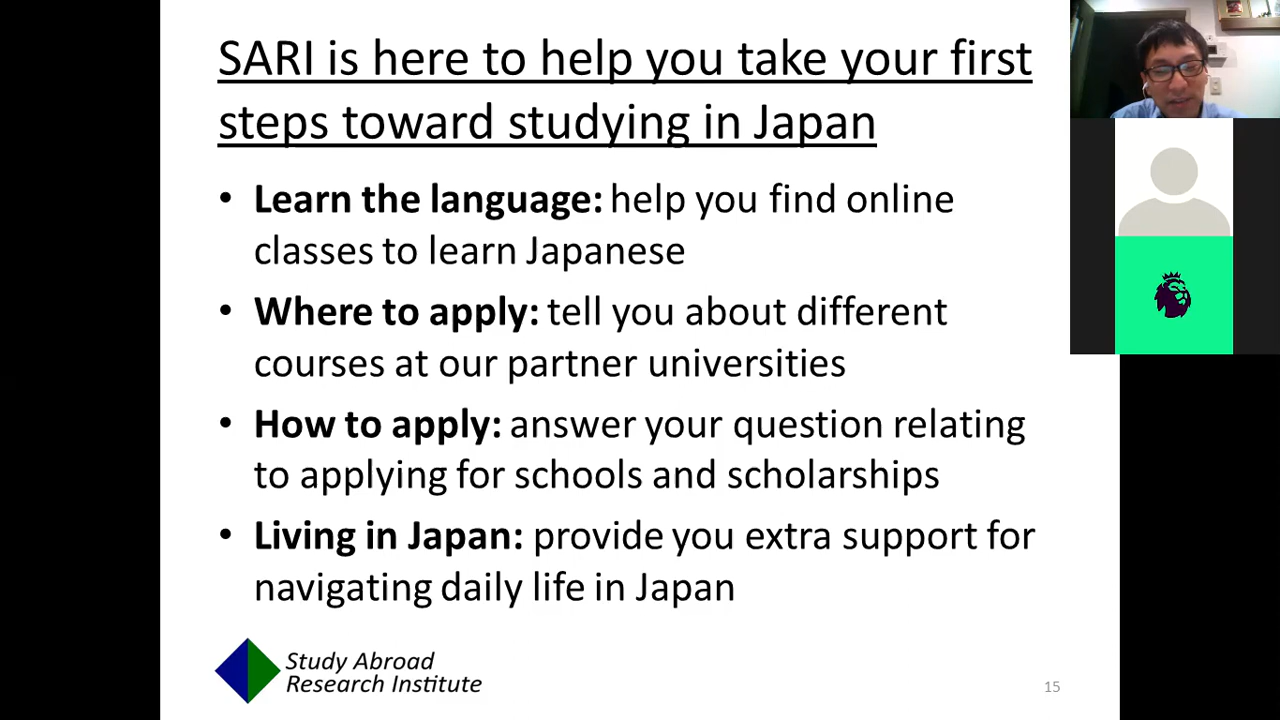 SARI is here to help you take your first
steps toward studying in Japan
• Learn the language: help you find online
classes to learn Japanese
• Where to apply: tell you about different
courses at our partner universities
• How to apply: answer your question relating
to applying for schools and scholarships
• Living in Japan: provide you extra support for
navigating daily life in Japan
Study Abroad
Research Institute
15